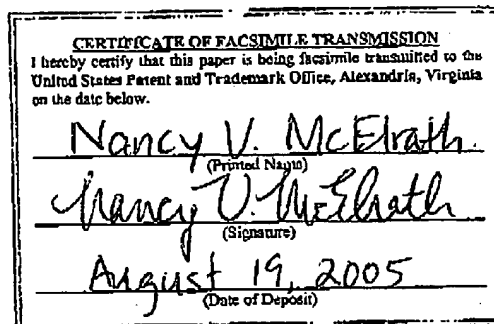 CERTIFICATE OF FACSIMILE TRANSMISSION
I hereby certify that this paper is being facsimile transmitted to the
United States Patent and Trademark Office, Alexandria, Virginia
on the date below.
Nancy V. McElrath
(Printed Name)
Nancy V. McElrath
(Signature)
August 19, 2005
(Date of Deposit)